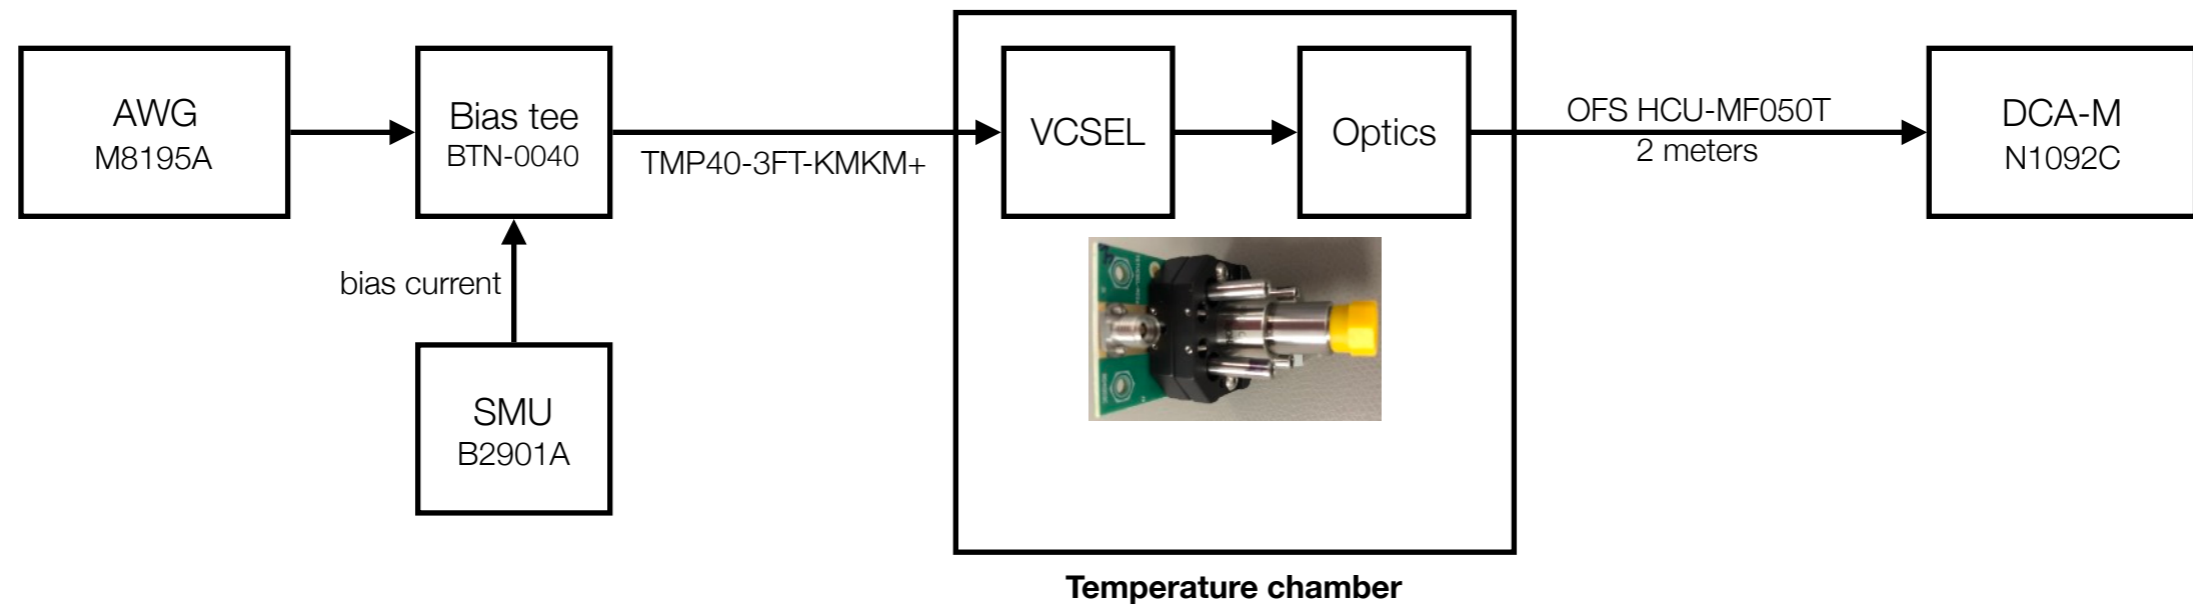 AWG
M8195A
Bias tee
BTN-0040
TMP40-3FT-KMKM+
VCSEL
Optics
OFS HCU-MF050T
2 meters
DCA-M
N1092C
bias current
SMU
B2901A
Temperature chamber